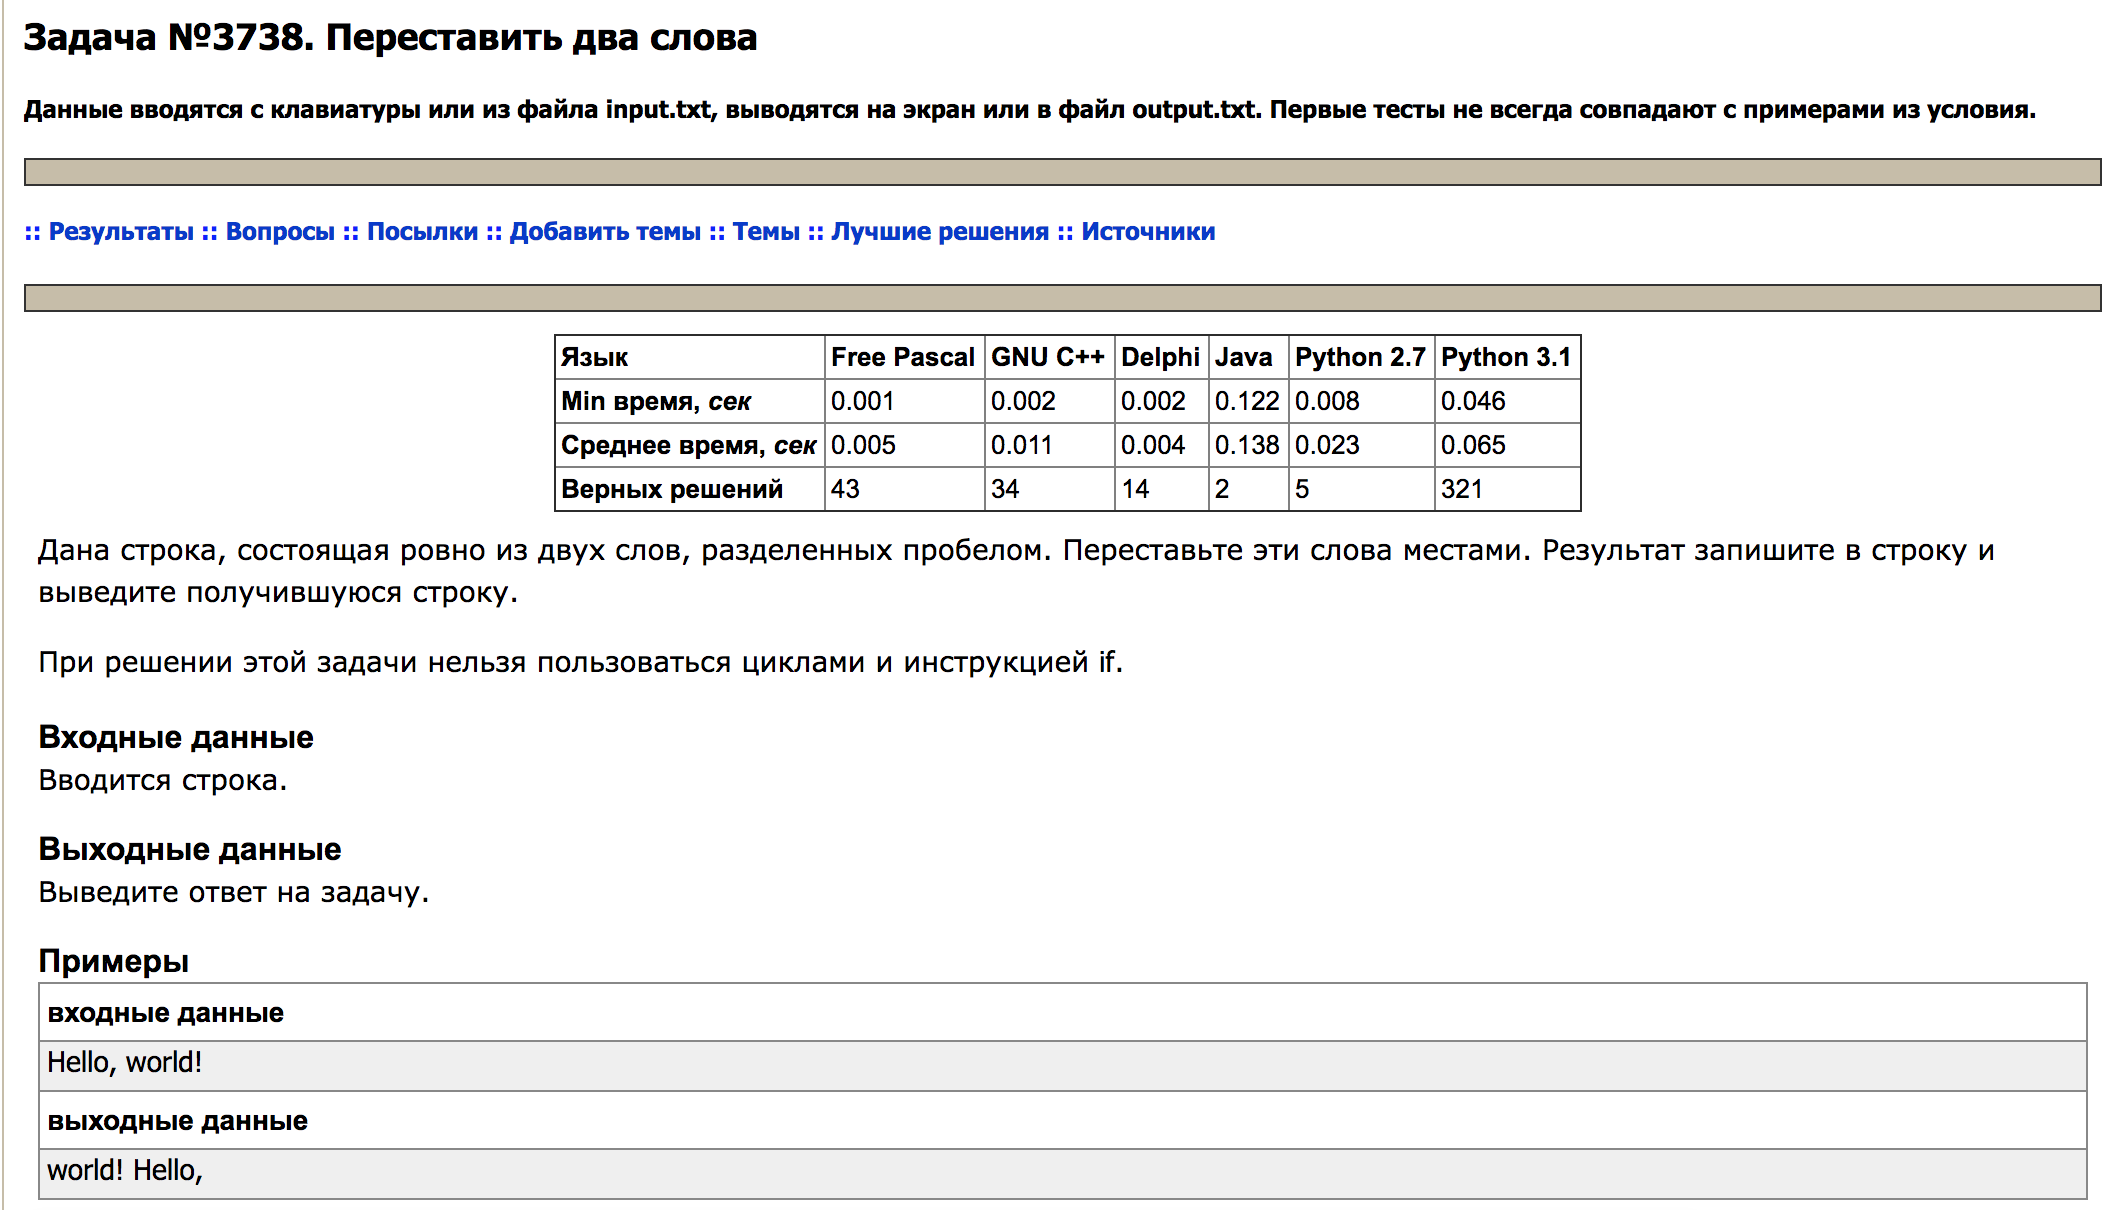 Задача №3738. Переставить два слова
Данные вводятся с клавиатуры или из файла input.txt, выводятся на экран или в файл output.txt. Первые тесты не всегда совпадают с примерами из условия.
:: Результаты :: Вопросы :: Посылки :: Добавить темы :: Темы :: Лучшие решения :: Источники
Язык Free Pascal GNU C++ Delphi Java Python 2.7 Python 3.1
Min время, сек 0.001 0.002 0.002 0.122 0.008 0.046
Среднее время, сек 0.005 0.011 0.004 0.138 0.023 0.065
Верных решений 43 34 14 2 5 321
Дана строка, состоящая ровно из двух слов, разделенных пробелом. Переставьте эти слова местами. Результат запишите в строку и
выведите получившуюся строку.
При решении этой задачи нельзя пользоваться циклами и инструкцией if.
Входные данные
Вводится строка.
Выходные данные
Выведите ответ на задачу.
Примеры
входные данные
Hello, world!
выходные данные
world! Hello,